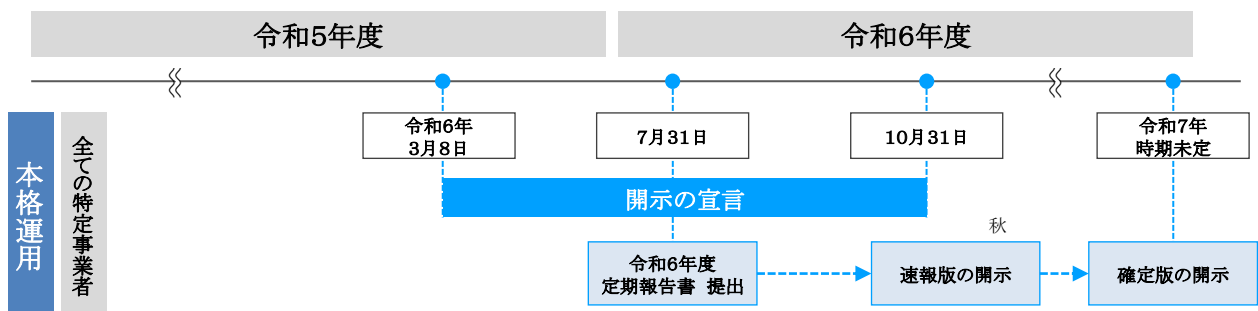 令和5年度
令和6年度
令和6年
3月8日
7月31日
10月31日
令和7年
時期未定
本格運用
全ての特定事業者
開示の宣言
秋
令和6年度
定期報告書 提出
速報版の開示
確定版の開示